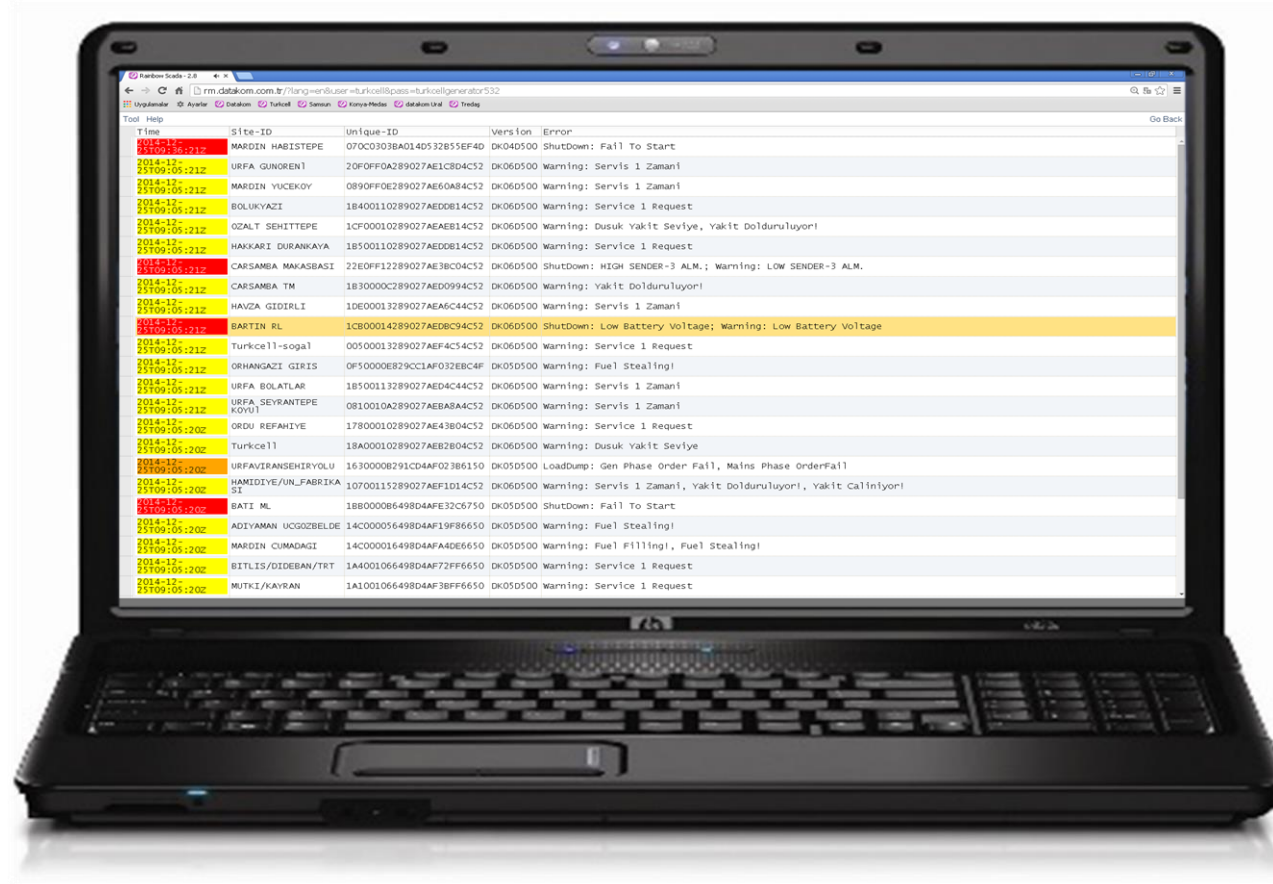 Rainbow Scada - 2.8
rm.datakom.com.tr/?lang=en&user=turkcell&pass=turkcellgenerator532
Uygulamalar Ayarlar Datakom Turkcell Samsun Konya-Medas datakom Ural Tredaş
Tool Help Go Back
Time Site-ID Unique-ID Version Error
2014-12-
25T09:36:21Z MARDIN HABISTEPE 070C0303BA014D532B55EF4D DK04D500 ShutDown: Fail To Start
2014-12-
25T09:05:21Z URFA GUNOREN1 20F0FF0A289027AE1C8D4C52 DK06D500 Warning: Servis 1 Zamani
2014-12-
25T09:05:21Z MARDIN YUCEKOY 0890FF0E289027AE60A84C52 DK06D500 Warning: Servis 1 Zamani
2014-12-
25T09:05:21Z BOLUKYAZI 1B400110289027AEDDB14C52 DK06D500 Warning: Service 1 Request
2014-12-
25T09:05:21Z OZALT SEHITTEPE 1CF00010289027AEAEB14C52 DK06D500 Warning: Dusuk Yakit Seviye, Yakit Dolduruluyor!
2014-12-
25T09:05:21Z HAKKARI DURANKAYA 1B500110289027AEDDB14C52 DK06D500 Warning: Service 1 Request
2014-12-
25T09:05:21Z CARSAMBA MAKASBASI 22E0FF12289027AE3BC04C52 DK06D500 ShutDown: HIGH SENDER-3 ALM.; Warning: LOW SENDER-3 ALM.
2014-12-
25T09:05:21Z CARSAMBA TM 1B30000C289027AED0994C52 DK06D500 Warning: Yakit Dolduruluyor!
2014-12-
25T09:05:21Z HAVZA GIDIRLI 1DE00013289027AEA6C44C52 DK06D500 Warning: Servis 1 Zamani
2014-12-
25T09:05:21Z BARTIN RL 1CB00014289027AEDBC94C52 DK06D500 ShutDown: Low Battery Voltage; Warning: Low Battery Voltage
2014-12-
25T09:05:21Z Turkcell-sogal 00500013289027AEF4C54C52 DK06D500 Warning: Service 1 Request
2014-12-
25T09:05:21Z ORHANGAZI GIRIS 0F50000E829CC1AF032EBC4F DK05D500 Warning: Fuel Stealing!
2014-12-
25T09:05:21Z URFA BOLATLAR 1B500113289027AED4C44C52 DK06D500 Warning: Servis 1 Zamani
2014-12-
25T09:05:21Z URFA SEYRANTEPE
KOYU1 0810010A289027AEBA8A4C52 DK06D500 Warning: Servis 1 Zamani
2014-12-
25T09:05:20Z ORDU REFAHIYE 17800010289027AE43B04C52 DK06D500 Warning: Service 1 Request
2014-12-
25T09:05:20Z Turkcell 18A00010289027AEB2B04C52 DK06D500 Warning: Dusuk Yakit Seviye
2014-12-
25T09:05:20Z URFAVIRANSEHIRYOLU 1630000B291CD4AF023B6150 DK05D500 LoadDump: Gen Phase Order Fail, Mains Phase OrderFail
2014-12-
25T09:05:20Z HAMIDIYE/UN_FABRIKA
SI 10700115289027AEF1D14C52 DK06D500 Warning: Servis 1 Zamani, Yakit Dolduruluyor!, Yakit Caliniyor!
2014-12-
25T09:05:20Z BATI ML 1BB0000B6498D4AFE32C6750 DK05D500 ShutDown: Fail To Start
2014-12-
25T09:05:20Z ADIYAMAN UCGOZBELDE 14C000056498D4AF19F86650 DK05D500 Warning: Fuel Stealing!
2014-12-
25T09:05:20Z MARDIN CUMADAGI 14C000016498D4AFA4DE6650 DK05D500 Warning: Fuel Filling!, Fuel Stealing!
2014-12-
25T09:05:20Z BITLIS/DIDEBAN/TRT 1A4001066498D4AF72FF6650 DK05D500 Warning: Service 1 Request
2014-12-
25T09:05:20Z MUTKI/KAYRAN 1A1001066498D4AF3BFF6650 DK05D500 Warning: Service 1 Request
hp